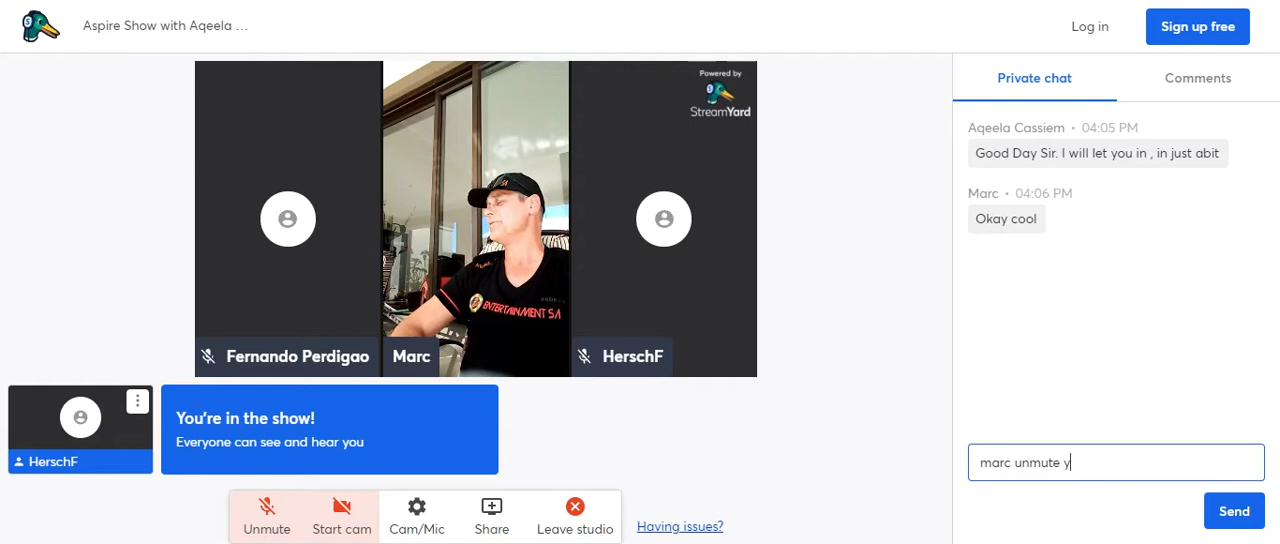 Aspire Show with Aqeela ...
Log in
Sign up free
Powered by
StreamYard
ENTERTAINMENT SA
Fernando Perdigao
Marc
HerschF
HerschF
You're in the show!
Everyone can see and hear you
Unmute
Start cam
Cam/Mic
Share
Leave studio
Having issues?
Private chat
Comments
Aqeela Cassiem • 04:05 PM
Good Day Sir. I will let you in , in just abit
Marc • 04:06 PM
Okay cool
marc unmute y
Send